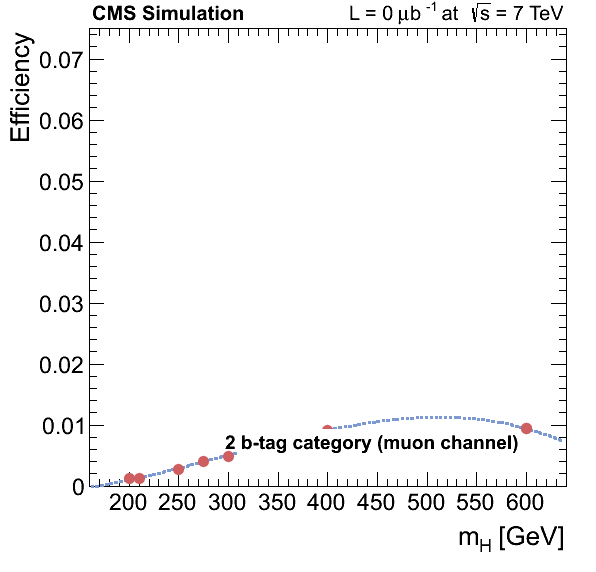 CMS Simulation L = 0 μb⁻¹ at √s = 7 TeV
Efficiency
0.07
0.06
0.05
0.04
0.03
0.02
0.01
2 b-tag category (muon channel)
0
200 250 300 350 400 450 500 550 600
m_H [GeV]